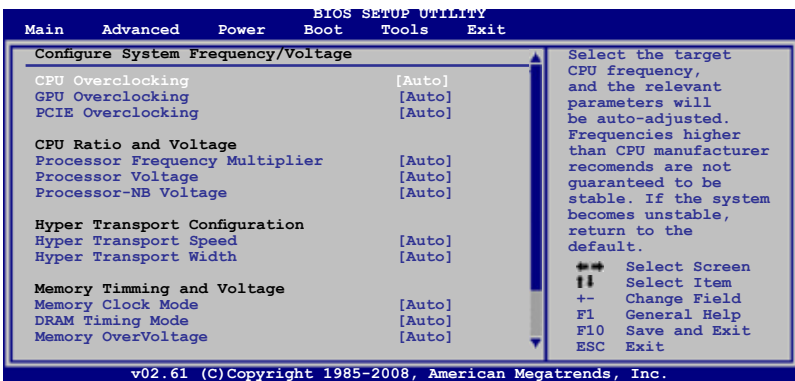 BIOS SETUP UTILITY
Main Advanced Power Boot Tools Exit
Configure System Frequency/Voltage
CPU Overclocking [Auto]
GPU Overclocking [Auto]
PCIE Overclocking [Auto]
CPU Ratio and Voltage
Processor Frequency Multiplier [Auto]
Processor Voltage [Auto]
Processor-NB Voltage [Auto]
Hyper Transport Configuration
Hyper Transport Speed [Auto]
Hyper Transport Width [Auto]
Memory Timming and Voltage
Memory Clock Mode [Auto]
DRAM Timing Mode [Auto]
Memory OverVoltage [Auto]
Select the target
CPU frequency,
and the relevant
parameters will
be auto-adjusted.
Frequencies higher
than CPU manufacturer
recomends are not
guaranteed to be
stable. If the system
becomes unstable,
return to the
default.
Select Screen
Select Item
+- Change Field
F1 General Help
F10 Save and Exit
ESC Exit
v02.61 (C)Copyright 1985-2008, American Megatrends, Inc.